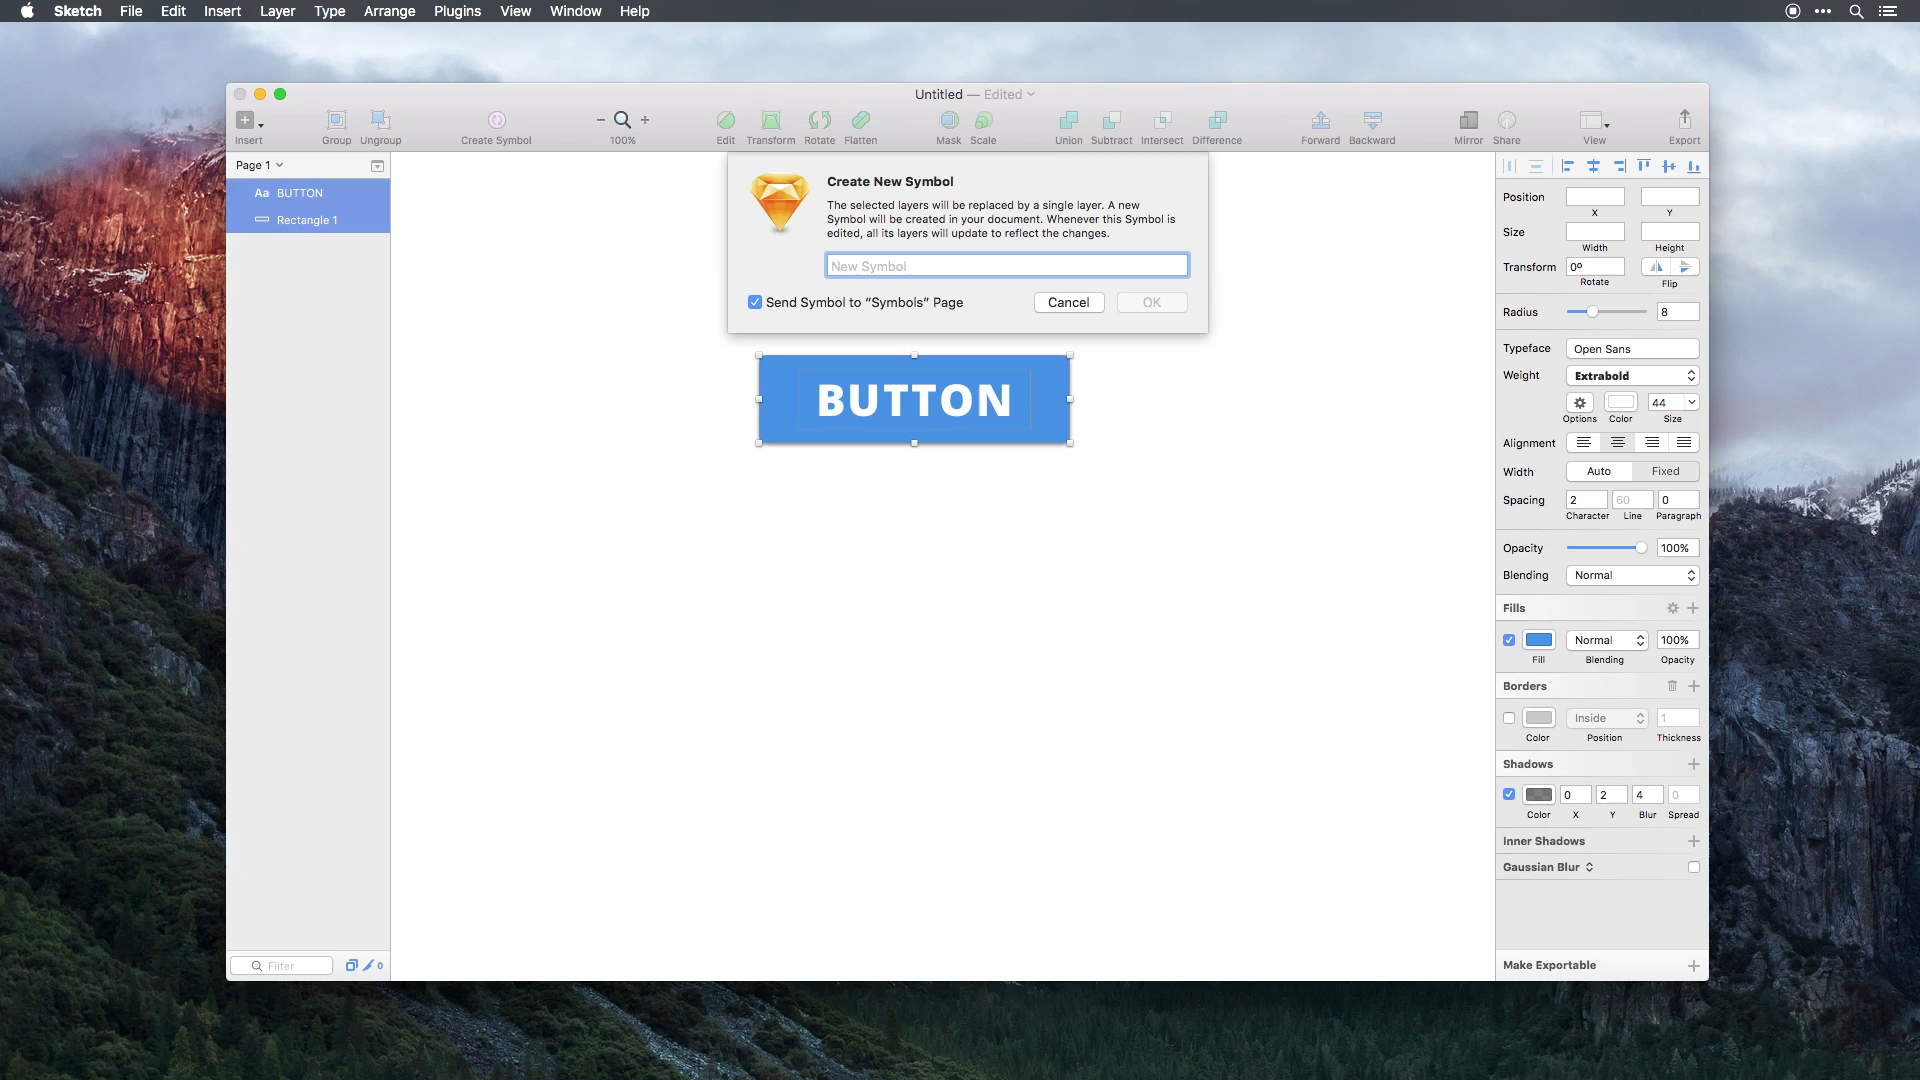 Sketch File Edit Insert Layer Type Arrange Plugins View Window Help
Untitled — Edited
Insert Group Ungroup Create Symbol 100% Edit Transform Rotate Flatten Mask Scale Union Subtract Intersect Difference Forward Backward Mirror Share View Export
Page 1
Aa BUTTON
Rectangle 1
Create New Symbol
The selected layers will be replaced by a single layer. A new
Symbol will be created in your document. Whenever this Symbol is
edited, all its layers will update to reflect the changes.
New Symbol
Send Symbol to “Symbols” Page Cancel OK
BUTTON
Filter 0
Position
X Y
Size
Width Height
Transform 0º
Rotate Flip
Radius 8
Typeface Open Sans
Weight Extrabold
44
Options Color Size
Alignment
Width Auto Fixed
Spacing 2 60 0
Character Line Paragraph
Opacity 100%
Blending Normal
Fills
Normal 100%
Fill Blending Opacity
Borders
Inside 1
Color Position Thickness
Shadows
0 2 4 0
Color X Y Blur Spread
Inner Shadows
Gaussian Blur
Make Exportable